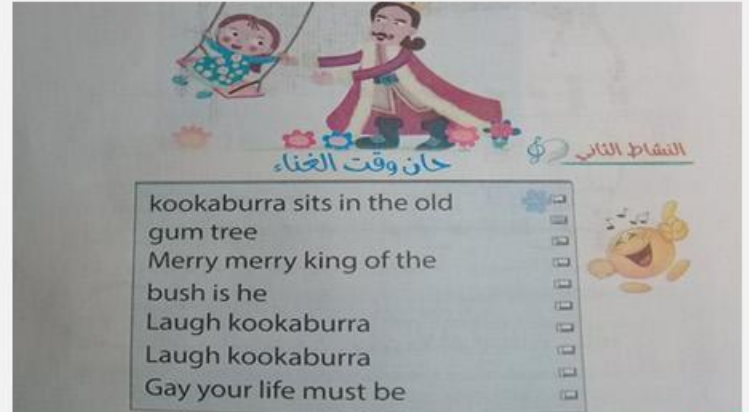 النشاط الثاني
حان وقت الغناء
kookaburra sits in the old
gum tree
Merry merry king of the
bush is he
Laugh kookaburra
Laugh kookaburra
Gay your life must be